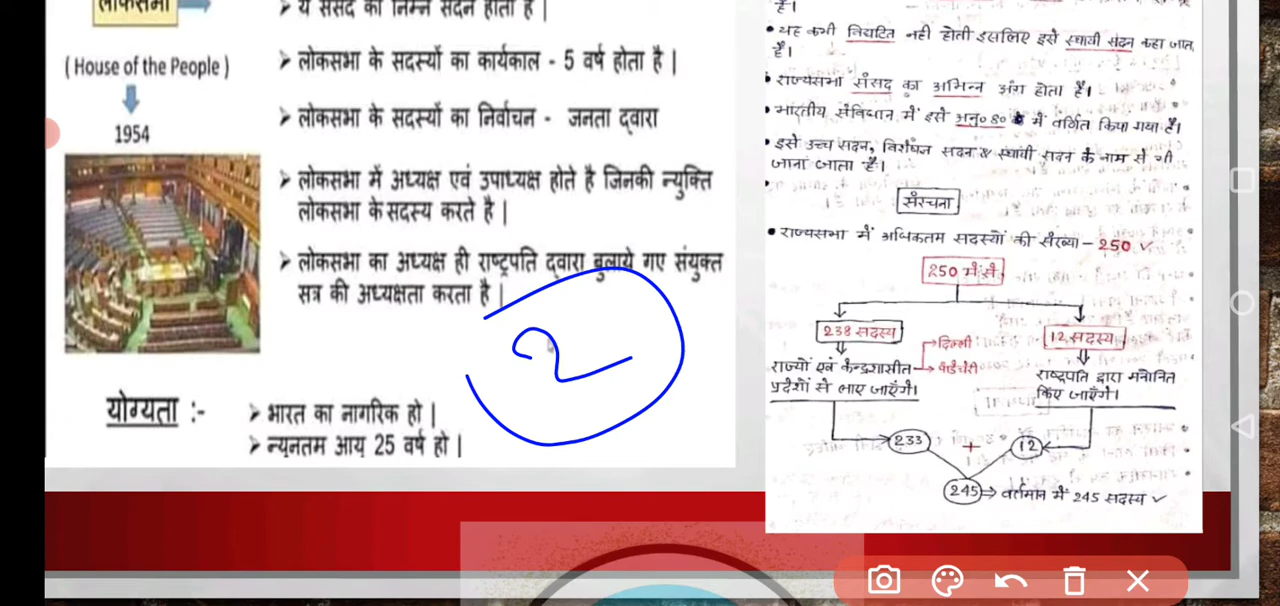 लोकसभा
➤ ये संसद का निम्न सदन होता है |
( House of the People )
➤ लोकसभा के सदस्यों का कार्यकाल - 5 वर्ष होता है |
1954
➤ लोकसभा के सदस्यों का निर्वाचन - जनता द्वारा
➤ लोकसभा में अध्यक्ष एवं उपाध्यक्ष होते है जिनकी न्युक्ति
लोकसभा के सदस्य करते है |
➤ लोकसभा का अध्यक्ष ही राष्ट्रपति द्वारा बुलाये गए संयुक्त
सत्र की अध्यक्षता करता है |
2
योग्यता :-
➤ भारत का नागरिक हो |
➤ न्यूनतम आयु 25 वर्ष हो |
है।
• यह कभी विघटित नही होती इसलिए इसे स्थायी सदन कहा जाता
है।
• राज्यसभा संसद का अभिन्न अंग होता है।
• भारतीय संविधान में इसे अनु० 80 में वर्णित किया गया है।
• इसे उच्च सदन, सदन & स्थायी सदन के नाम से भी
जाना जाता है।
संरचना
• राज्यसभा में अधिकतम सदस्यों की संख्या - 250 ✓
250 में से
238 सदस्य
12 सदस्य
दिल्ली
पांडेचेरी
राज्यों एवं केन्द्रशासीत
प्रदेशों से लाए जाएँगे।
राष्ट्रपति द्वारा मनोनित
किए जाएँगे।
233 + 12
245 → वर्तमान में 245 सदस्य ✓